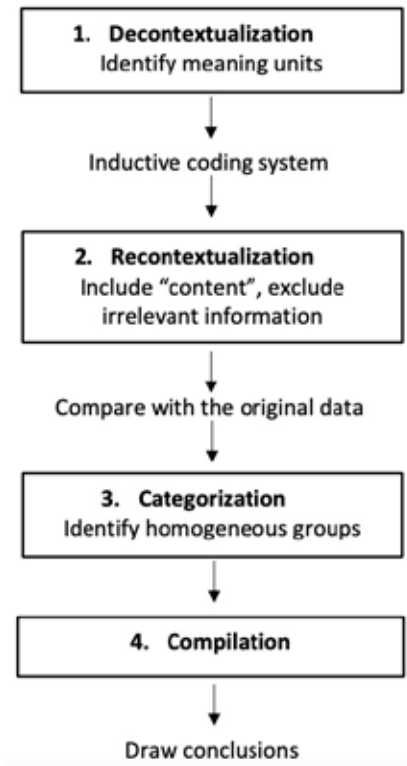 1. Decontextualization
Identify meaning units
Inductive coding system
2. Recontextualization
Include “content”, exclude
irrelevant information
Compare with the original data
3. Categorization
Identify homogeneous groups
4. Compilation
Draw conclusions